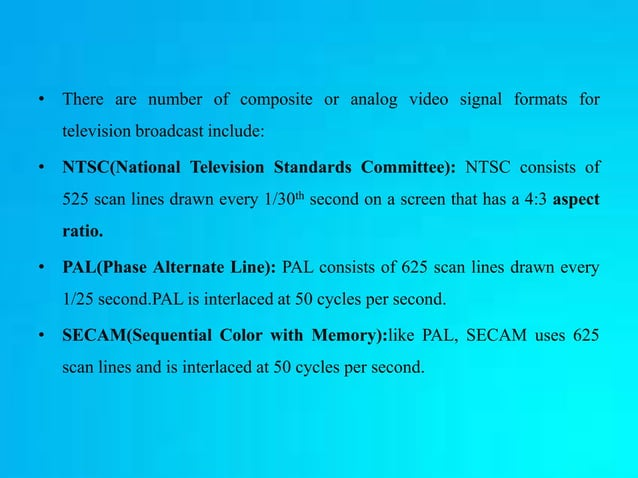 • There are number of composite or analog video signal formats for
television broadcast include:
• NTSC(National Television Standards Committee): NTSC consists of
525 scan lines drawn every 1/30th second on a screen that has a 4:3 aspect
ratio.
• PAL(Phase Alternate Line): PAL consists of 625 scan lines drawn every
1/25 second.PAL is interlaced at 50 cycles per second.
• SECAM(Sequential Color with Memory):like PAL, SECAM uses 625
scan lines and is interlaced at 50 cycles per second.